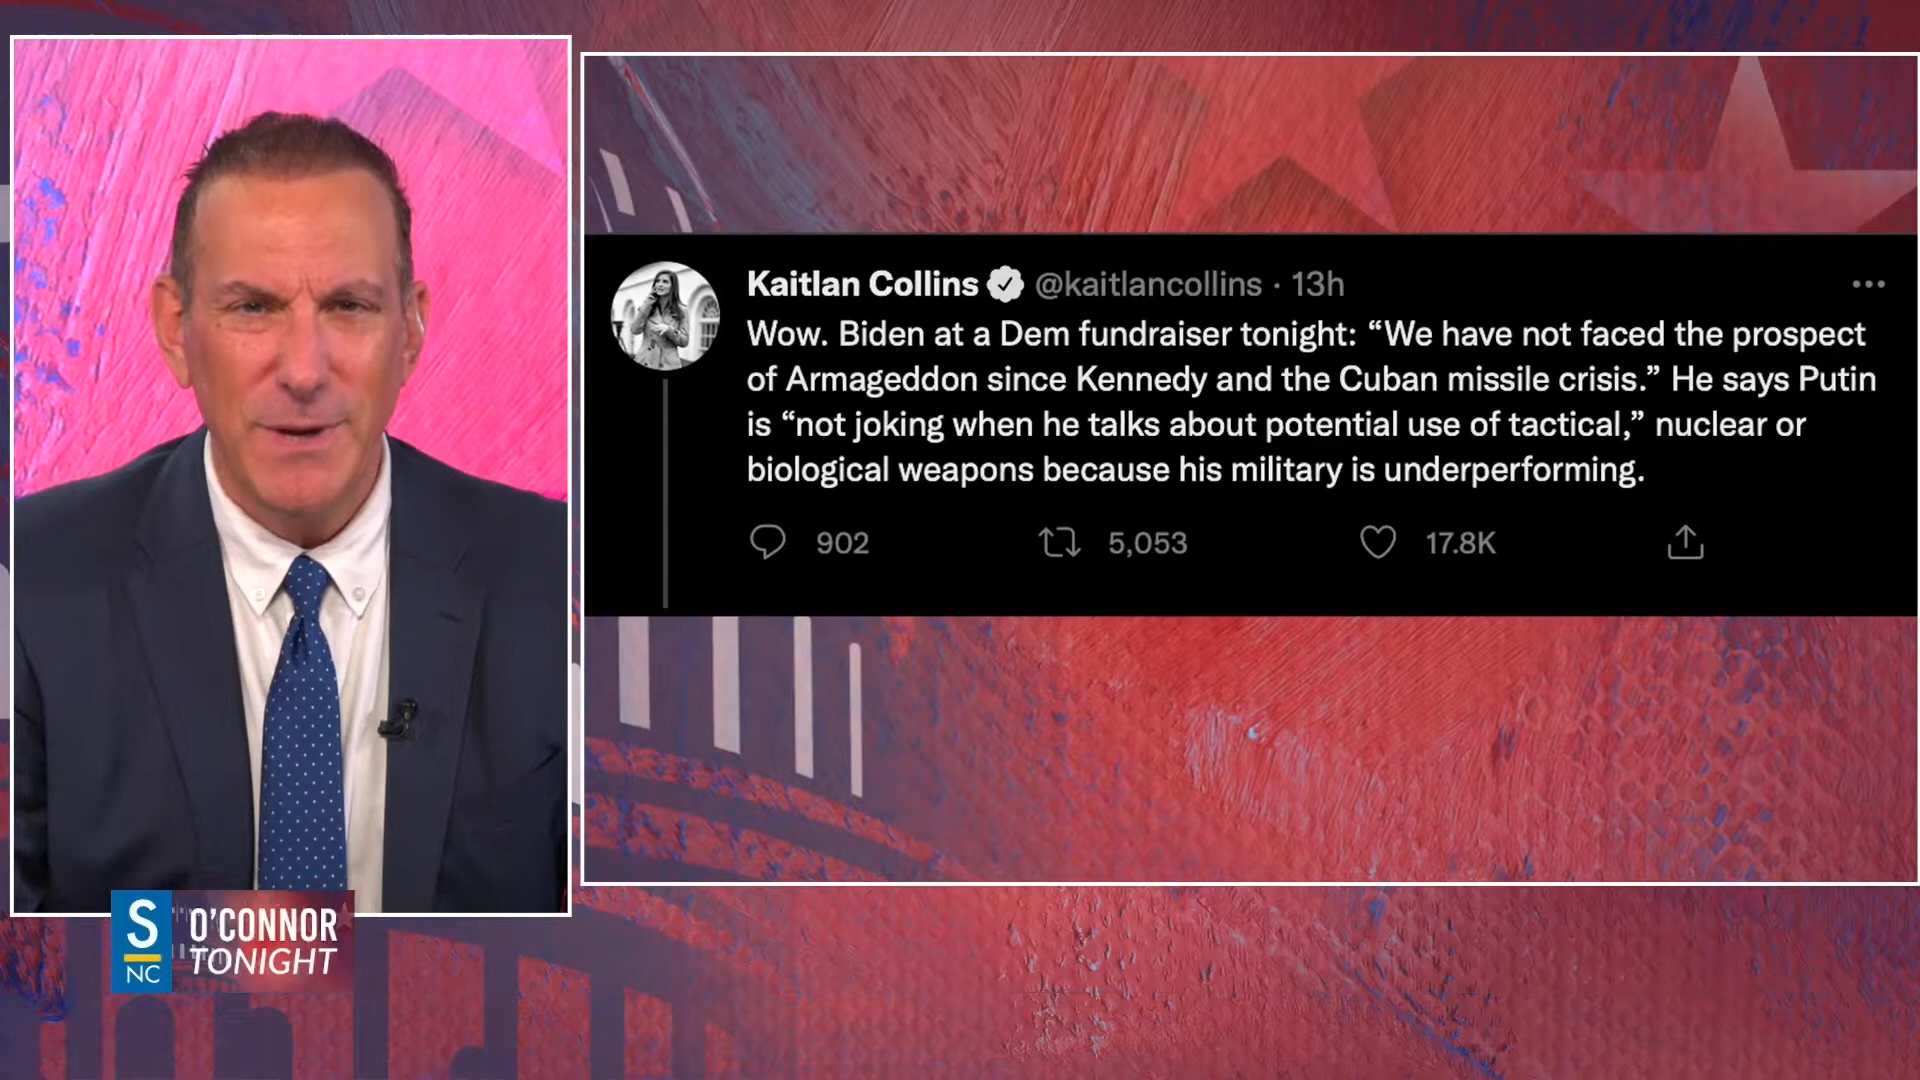 Kaitlan Collins @kaitlancollins · 13h
Wow. Biden at a Dem fundraiser tonight: “We have not faced the prospect
of Armageddon since Kennedy and the Cuban missile crisis.” He says Putin
is “not joking when he talks about potential use of tactical,” nuclear or
biological weapons because his military is underperforming.
902 5,053 17.8K
S
NC
O'CONNOR
TONIGHT